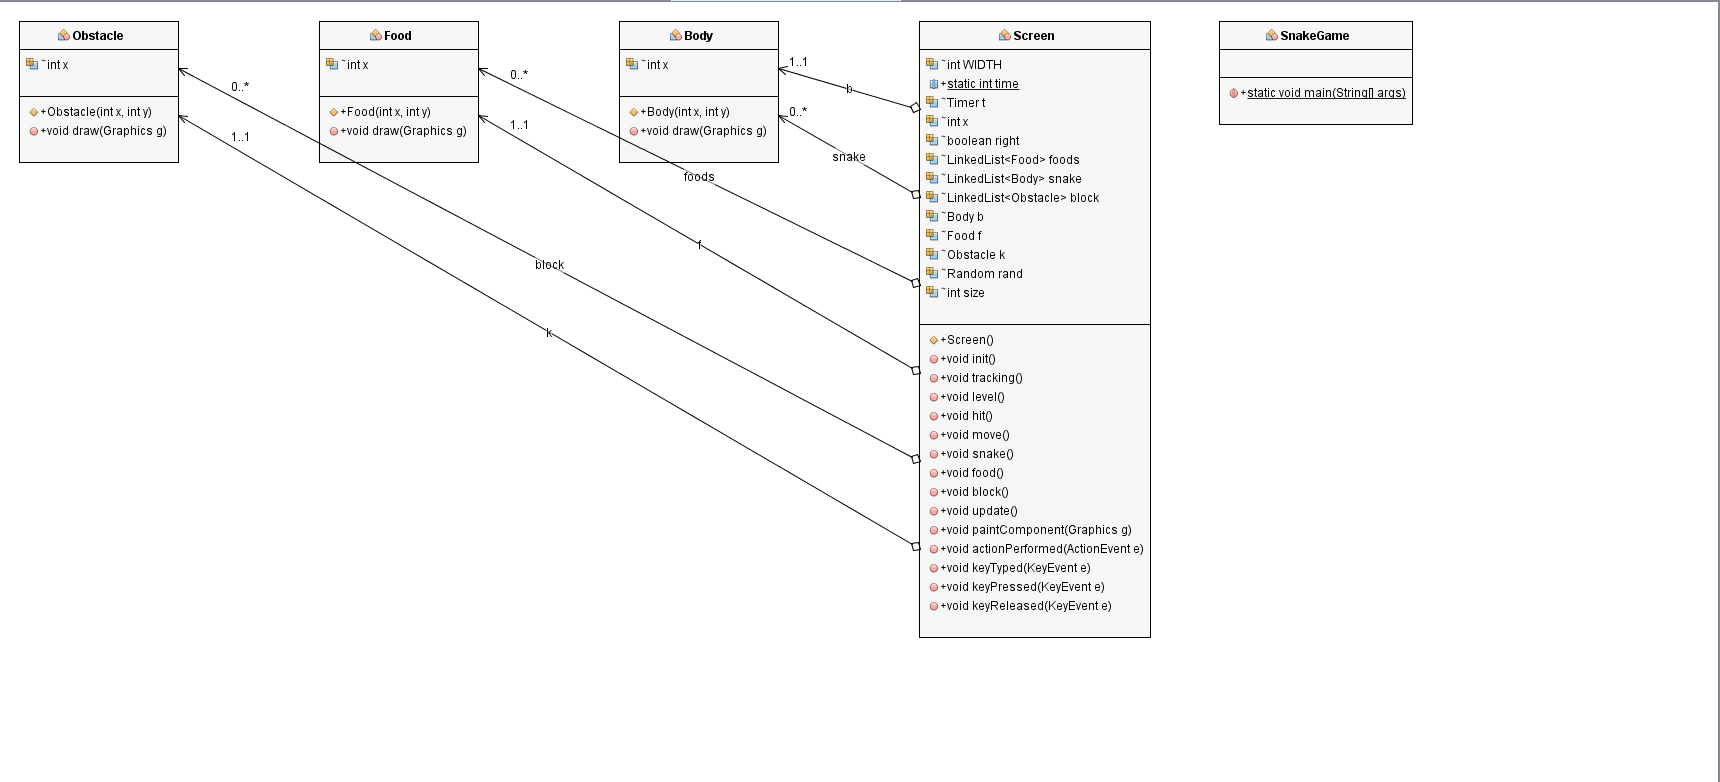 Obstacle
~int x
+Obstacle(int x, int y)
+void draw(Graphics g)
Food
~int x
+Food(int x, int y)
+void draw(Graphics g)
Body
~int x
+Body(int x, int y)
+void draw(Graphics g)
Screen
~int WIDTH
+static int time
~Timer t
~int x
~boolean right
~LinkedList<Food> foods
~LinkedList<Body> snake
~LinkedList<Obstacle> block
~Body b
~Food f
~Obstacle k
~Random rand
~int size
+Screen()
+void init()
+void tracking()
+void level()
+void hit()
+void move()
+void snake()
+void food()
+void block()
+void update()
+void paintComponent(Graphics g)
+void actionPerformed(ActionEvent e)
+void keyTyped(KeyEvent e)
+void keyPressed(KeyEvent e)
+void keyReleased(KeyEvent e)
SnakeGame
+static void main(String[] args)
1..1
b
0..*
snake
0..*
foods
1..1
f
0..*
block
1..1
k